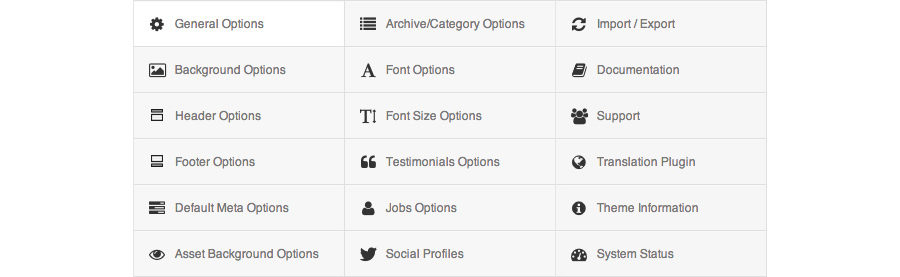 General Options
Archive/Category Options
Import / Export
Background Options
Font Options
Documentation
Header Options
Font Size Options
Support
Footer Options
Testimonials Options
Translation Plugin
Default Meta Options
Jobs Options
Theme Information
Asset Background Options
Social Profiles
System Status